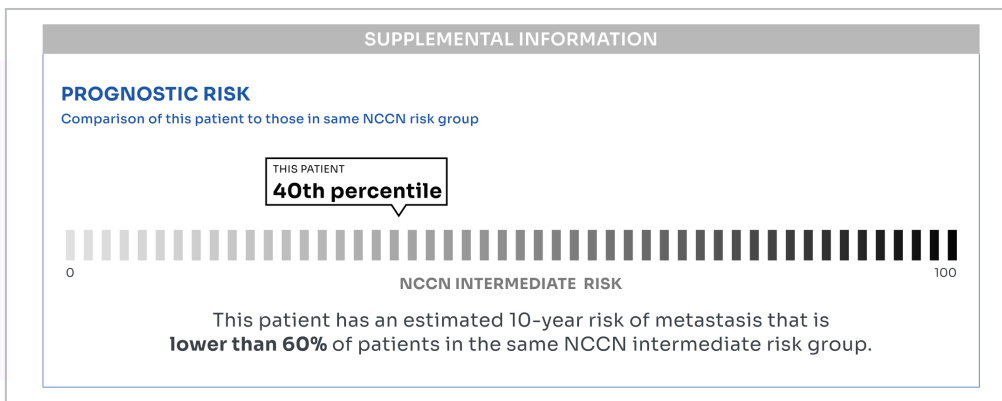 SUPPLEMENTAL INFORMATION
PROGNOSTIC RISK
Comparison of this patient to those in same NCCN risk group
THIS PATIENT
40th percentile
0
100
NCCN INTERMEDIATE RISK
This patient has an estimated 10-year risk of metastasis that is
lower than 60% of patients in the same NCCN intermediate risk group.